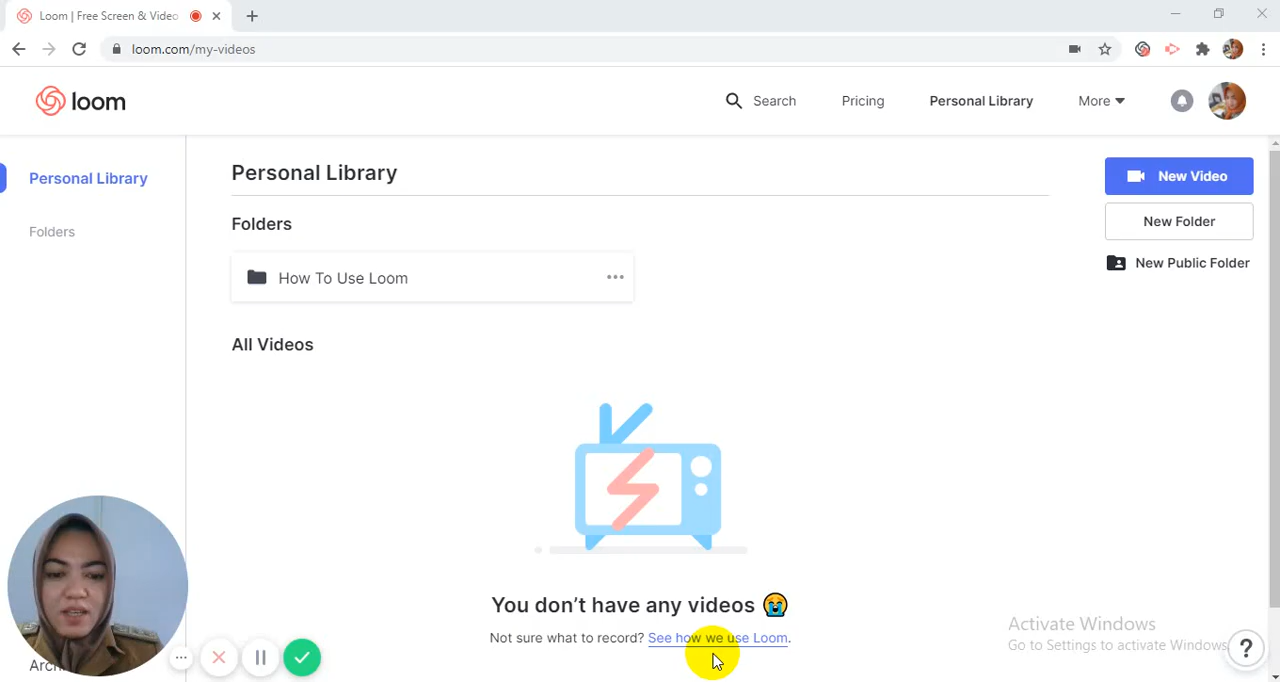 Loom | Free Screen & Video
loom.com/my-videos
loom
Search
Pricing
Personal Library
More
Personal Library
Folders
Personal Library
Folders
How To Use Loom
All Videos
New Video
New Folder
New Public Folder
You don't have any videos 😭
Not sure what to record? See how we use Loom.
Activate Windows
Go to Settings to activate Windows.
?